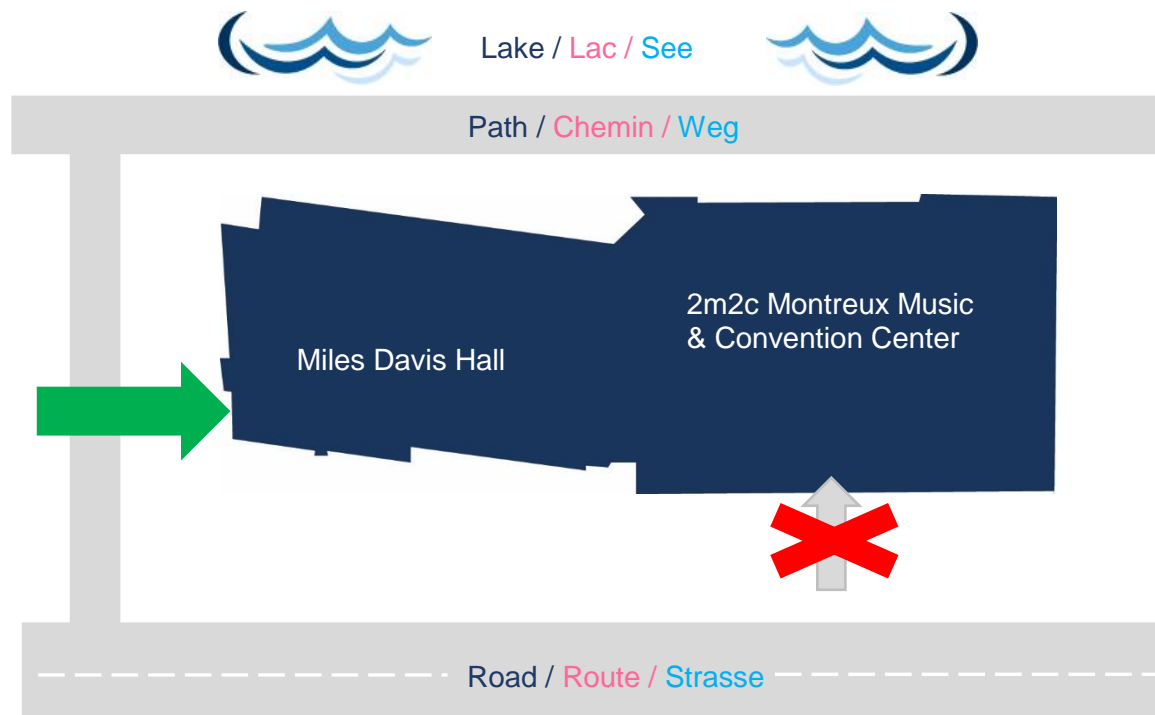 Lake / Lac / See
Path / Chemin / Weg
2m2c Montreux Music
& Convention Center
Miles Davis Hall
Road / Route / Strasse